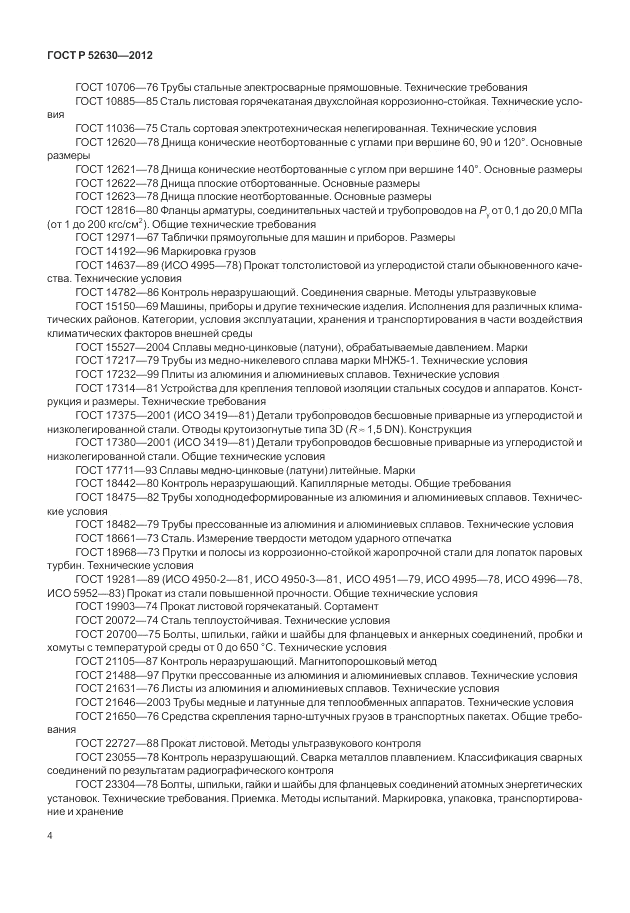 ГОСТ Р 52630—2012
ГОСТ 10706—76 Трубы стальные электросварные прямошовные. Технические требования
ГОСТ 10885—85 Сталь листовая горячекатаная двухслойная коррозионно-стойкая. Технические усло-
вия
ГОСТ 11036—75 Сталь сортовая электротехническая нелегированная. Технические условия
ГОСТ 12620—78 Днища конические неотбортованные с углами при вершине 60, 90 и 120°. Основные
размеры
ГОСТ 12621—78 Днища конические неотбортованные с углом при вершине 140°. Основные размеры
ГОСТ 12622—78 Днища плоские отбортованные. Основные размеры
ГОСТ 12623—78 Днища плоские неотбортованные. Основные размеры
ГОСТ 12816—80 Фланцы арматуры, соединительных частей и трубопроводов на Pу от 0,1 до 20,0 МПа
(от 1 до 200 кгс/см²). Общие технические требования
ГОСТ 12971—67 Таблички прямоугольные для машин и приборов. Размеры
ГОСТ 14192—96 Маркировка грузов
ГОСТ 14637—89 (ИСО 4995—78) Прокат толстолистовой из углеродистой стали обыкновенного каче-
ства. Технические условия
ГОСТ 14782—86 Контроль неразрушающий. Соединения сварные. Методы ультразвуковые
ГОСТ 15150—69 Машины, приборы и другие технические изделия. Исполнения для различных клима-
тических районов. Категории, условия эксплуатации, хранения и транспортирования в части воздействия
климатических факторов внешней среды
ГОСТ 15527—2004 Сплавы медно-цинковые (латуни), обрабатываемые давлением. Марки
ГОСТ 17217—79 Трубы из медно-никелевого сплава марки МНЖ5-1. Технические условия
ГОСТ 17232—99 Плиты из алюминия и алюминиевых сплавов. Технические условия
ГОСТ 17314—81 Устройства для крепления тепловой изоляции стальных сосудов и аппаратов. Конст-
рукция и размеры. Технические требования
ГОСТ 17375—2001 (ИСО 3419—81) Детали трубопроводов бесшовные приварные из углеродистой и
низколегированной стали. Отводы крутоизогнутые типа 3D (R ≈ 1,5 DN). Конструкция
ГОСТ 17380—2001 (ИСО 3419—81) Детали трубопроводов бесшовные приварные из углеродистой и
низколегированной стали. Общие технические условия
ГОСТ 17711—93 Сплавы медно-цинковые (латуни) литейные. Марки
ГОСТ 18442—80 Контроль неразрушающий. Капиллярные методы. Общие требования
ГОСТ 18475—82 Трубы холоднодеформированные из алюминия и алюминиевых сплавов. Техничес-
кие условия
ГОСТ 18482—79 Трубы прессованные из алюминия и алюминиевых сплавов. Технические условия
ГОСТ 18661—73 Сталь. Измерение твердости методом ударного отпечатка
ГОСТ 18968—73 Прутки и полосы из коррозионно-стойкой жаропрочной стали для лопаток паровых
турбин. Технические условия
ГОСТ 19281—89 (ИСО 4950-2—81, ИСО 4950-3—81, ИСО 4951—79, ИСО 4995—78, ИСО 4996—78,
ИСО 5952—83) Прокат из стали повышенной прочности. Общие технические условия
ГОСТ 19903—74 Прокат листовой горячекатаный. Сортамент
ГОСТ 20072—74 Сталь теплоустойчивая. Технические условия
ГОСТ 20700—75 Болты, шпильки, гайки и шайбы для фланцевых и анкерных соединений, пробки и
хомуты с температурой среды от 0 до 650 °С. Технические условия
ГОСТ 21105—87 Контроль неразрушающий. Магнитопорошковый метод
ГОСТ 21488—97 Прутки прессованные из алюминия и алюминиевых сплавов. Технические условия
ГОСТ 21631—76 Листы из алюминия и алюминиевых сплавов. Технические условия
ГОСТ 21646—2003 Трубы медные и латунные для теплообменных аппаратов. Технические условия
ГОСТ 21650—76 Средства скрепления тарно-штучных грузов в транспортных пакетах. Общие требо-
вания
ГОСТ 22727—88 Прокат листовой. Методы ультразвукового контроля
ГОСТ 23055—78 Контроль неразрушающий. Сварка металлов плавлением. Классификация сварных
соединений по результатам радиографического контроля
ГОСТ 23304—78 Болты, шпильки, гайки и шайбы для фланцевых соединений атомных энергетических
установок. Технические требования. Приемка. Методы испытаний. Маркировка, упаковка, транспортирова-
ние и хранение
4